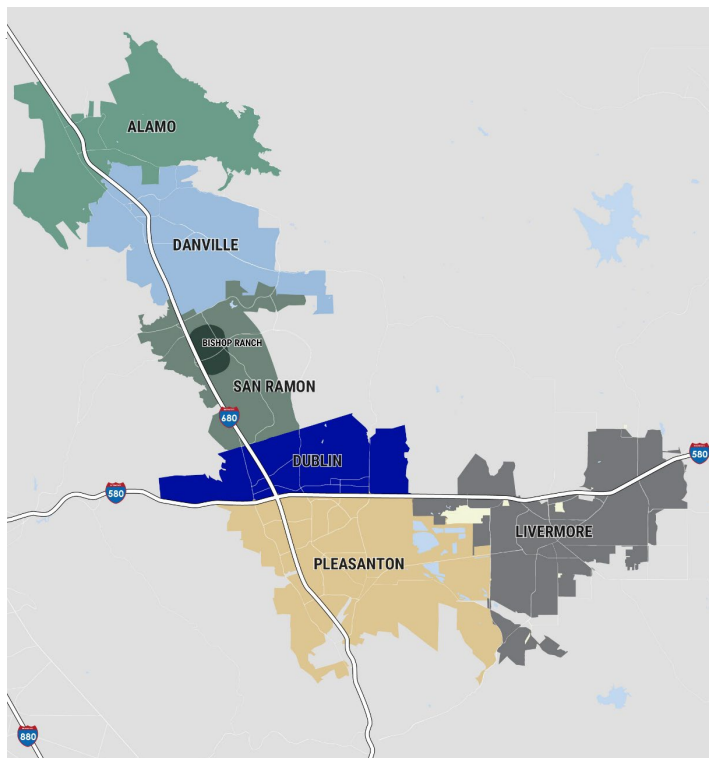 ALAMO
DANVILLE
BISHOP RANCH
SAN RAMON
680
DUBLIN
580
580
LIVERMORE
PLEASANTON
880